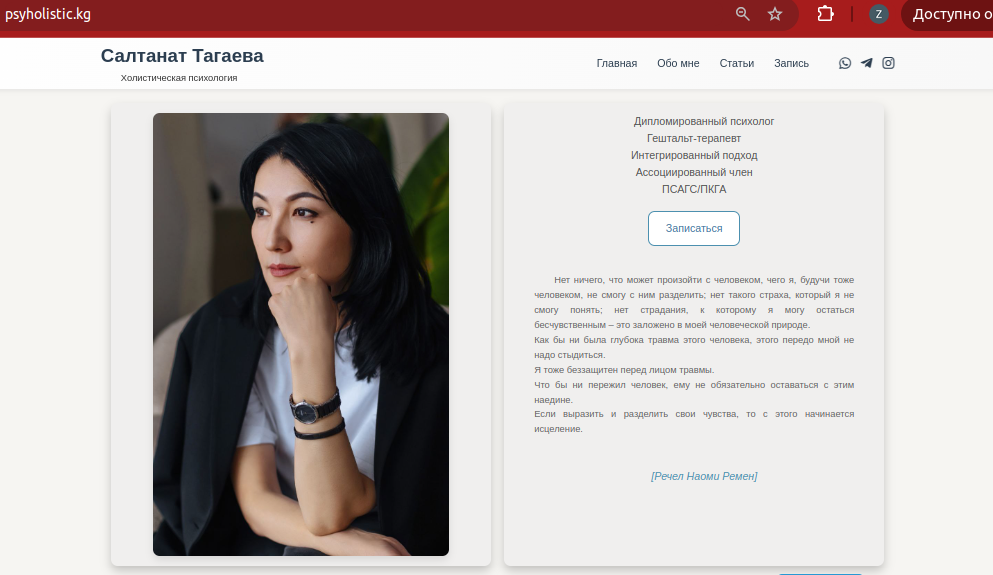 psyholistic.kg
Z
Доступно о
Салтанат Тагаева
Холистическая психология
Главная
Обо мне
Статьи
Запись
Дипломированный психолог
Гештальт-терапевт
Интегрированный подход
Ассоциированный член
ПСАГС/ПКГА
Записаться
Нет ничего, что может произойти с человеком, чего я, будучи тоже
человеком, не смогу с ним разделить; нет такого страха, который я не
смогу понять; нет страдания, к которому я могу остаться
бесчувственным – это заложено в моей человеческой природе.
Как бы ни была глубока травма этого человека, этого передо мной не
надо стыдиться.
Я тоже беззащитен перед лицом травмы.
Что бы ни пережил человек, ему не обязательно оставаться с этим
наедине.
Если выразить и разделить свои чувства, то с этого начинается
исцеление.
[Речел Наоми Ремен]